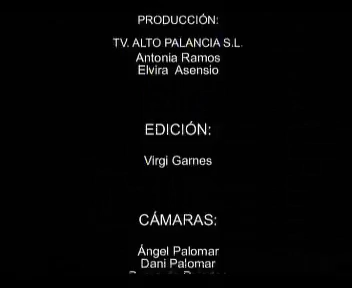 PRODUCCIÓN:
TV. ALTO PALANCIA S.L.
Antonia Ramos
Elvira Asensio
EDICIÓN:
Virgi Garnes
CÁMARAS:
Ángel Palomar
Dani Palomar